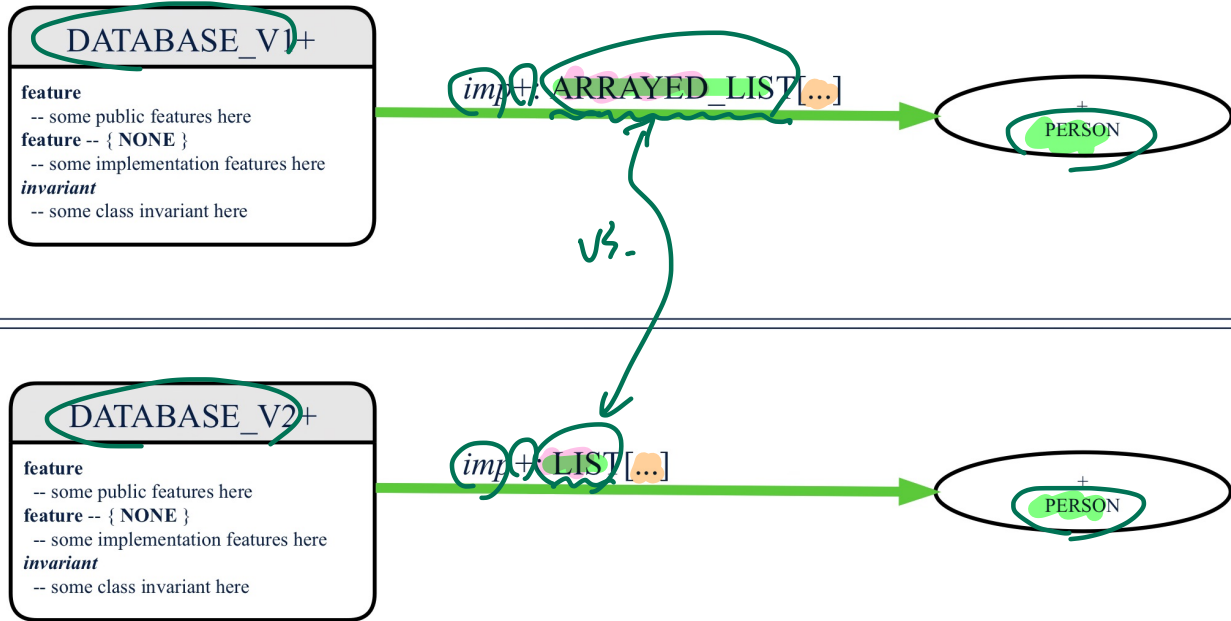 DATABASE_V1+
feature
-- some public features here
feature -- { NONE }
-- some implementation features here
invariant
-- some class invariant here
imp+: ARRAYED_LIST[...]
+
PERSON
vs.
DATABASE_V2+
feature
-- some public features here
feature -- { NONE }
-- some implementation features here
invariant
-- some class invariant here
imp+: LIST[...]
+
PERSON